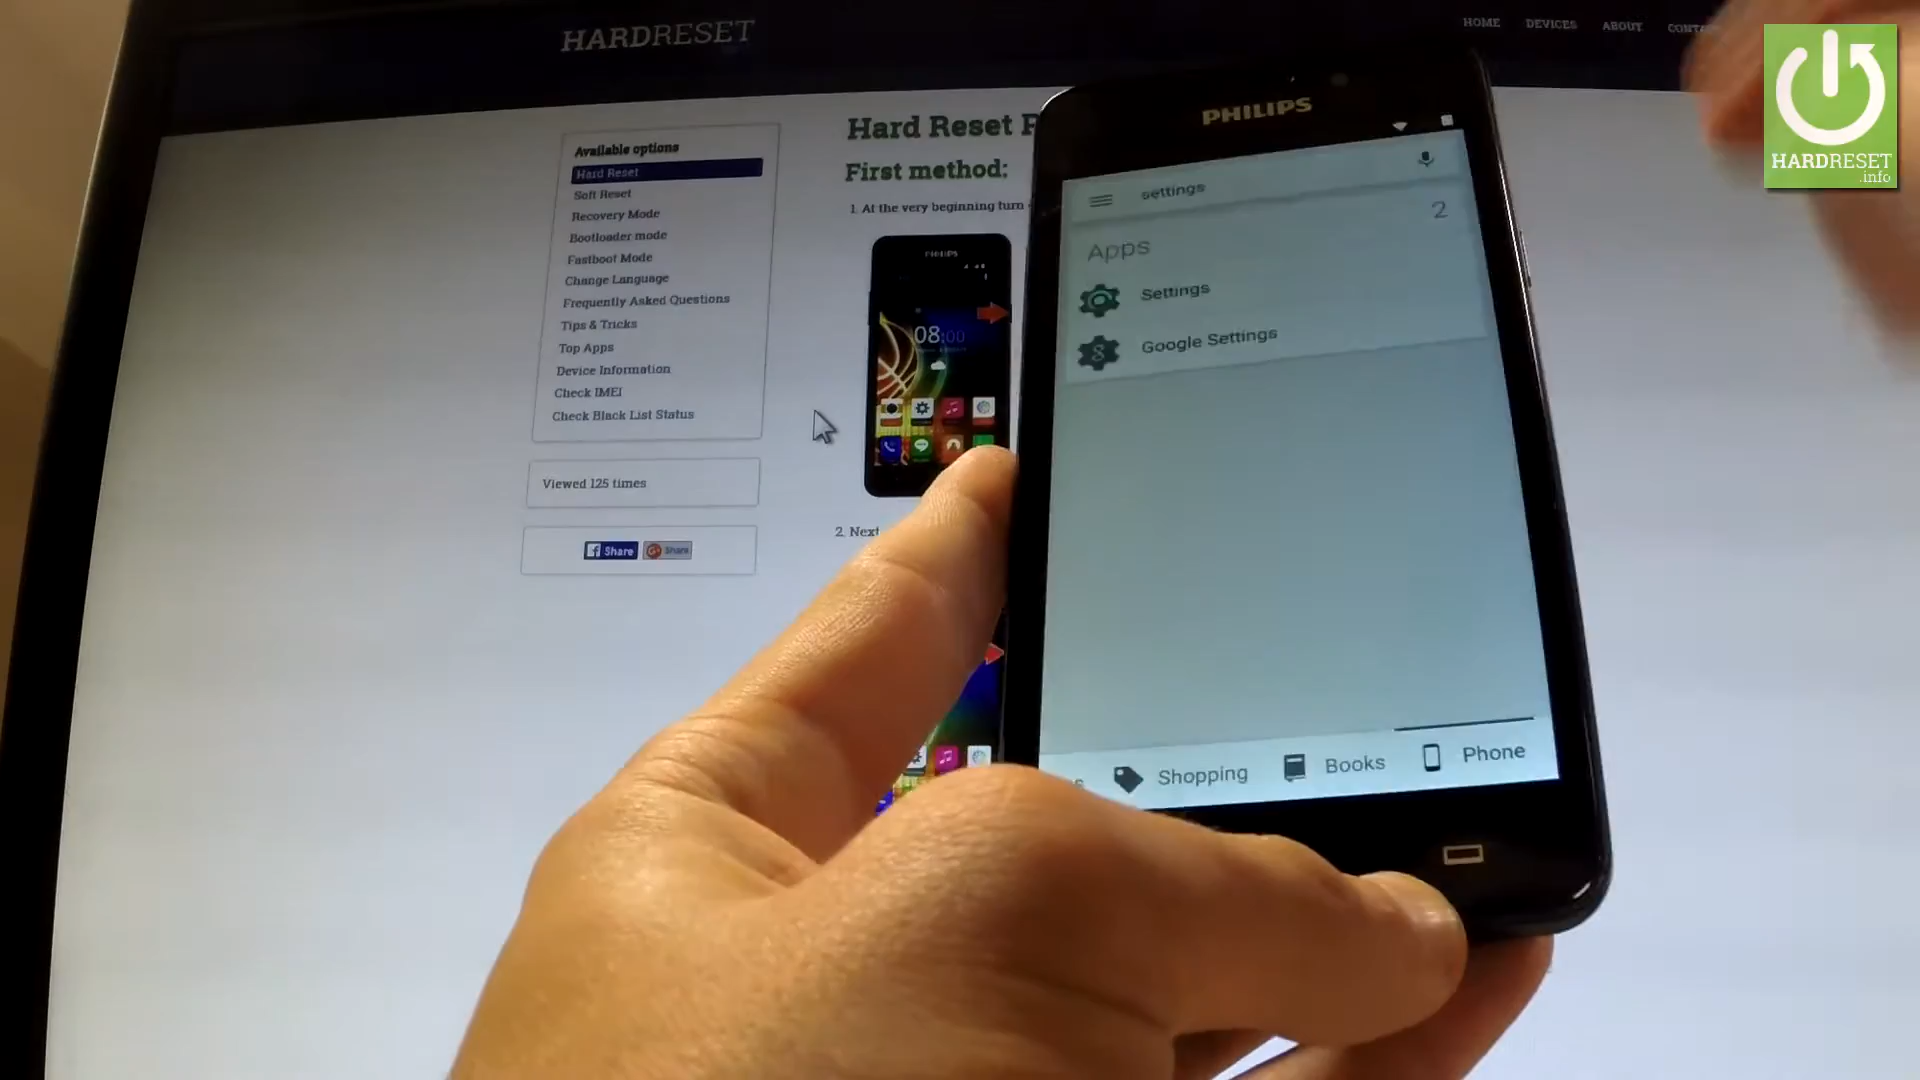 HARDRESET
HOME DEVICES ABOUT
Available options
Hard Reset
Soft Reset
Recovery Mode
Bootloader mode
Fastboot Mode
Change Language
Frequently Asked Questions
Tips & Tricks
Top Apps
Device Information
Check IMEI
Check Black List Status
Viewed 125 times
Share
Share
Hard Reset
First method:
1. At the very beginning turn
PHILIPS
08:00
2. Next
PHILIPS
settings
2
Apps
Settings
Google Settings
Shopping
Books
Phone
HARDRESET
.info